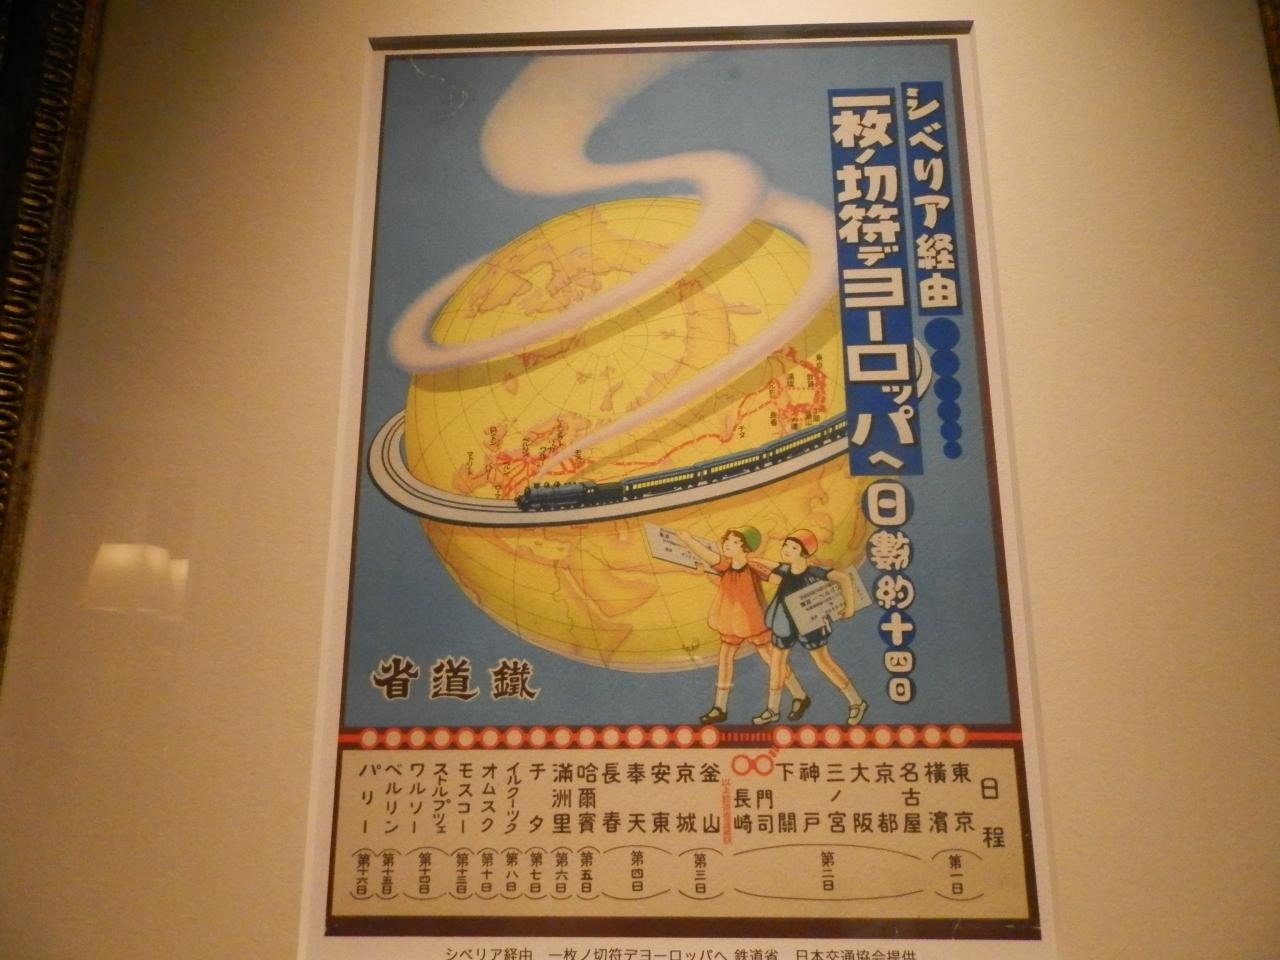 シベリア経由
一枚ノ切符デヨーロッパへ
日數約十四日
鐵道省
日程
東京
横濱
名古屋
京都
大阪
三ノ宮
神戸
下關
門司
長崎
釜山
京城
安東
奉天
長春
哈爾賓
滿洲里
チタ
イルクーツク
オムスク
モスコー
ストルプツェ
ワルソー
ベルリン
パリー
第一日
第二日
第三日
第四日
第五日
第六日
第七日
第八日
第十日
第十三日
第十四日
第十五日
第十六日
シベリア経由 一枚ノ切符デヨーロッパへ 鉄道省 日本交通協会提供